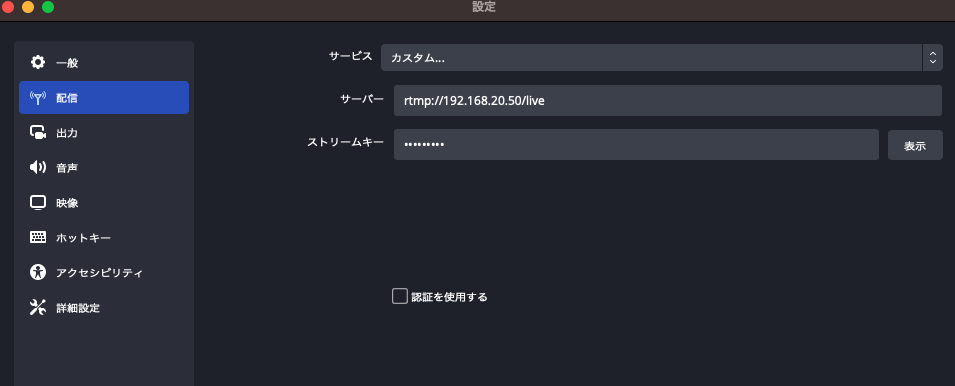 設定
一般
配信
出力
音声
映像
ホットキー
アクセシビリティ
詳細設定
サービス カスタム...
サーバー rtmp://192.168.20.50/live
ストリームキー ••••••••• 表示
認証を使用する